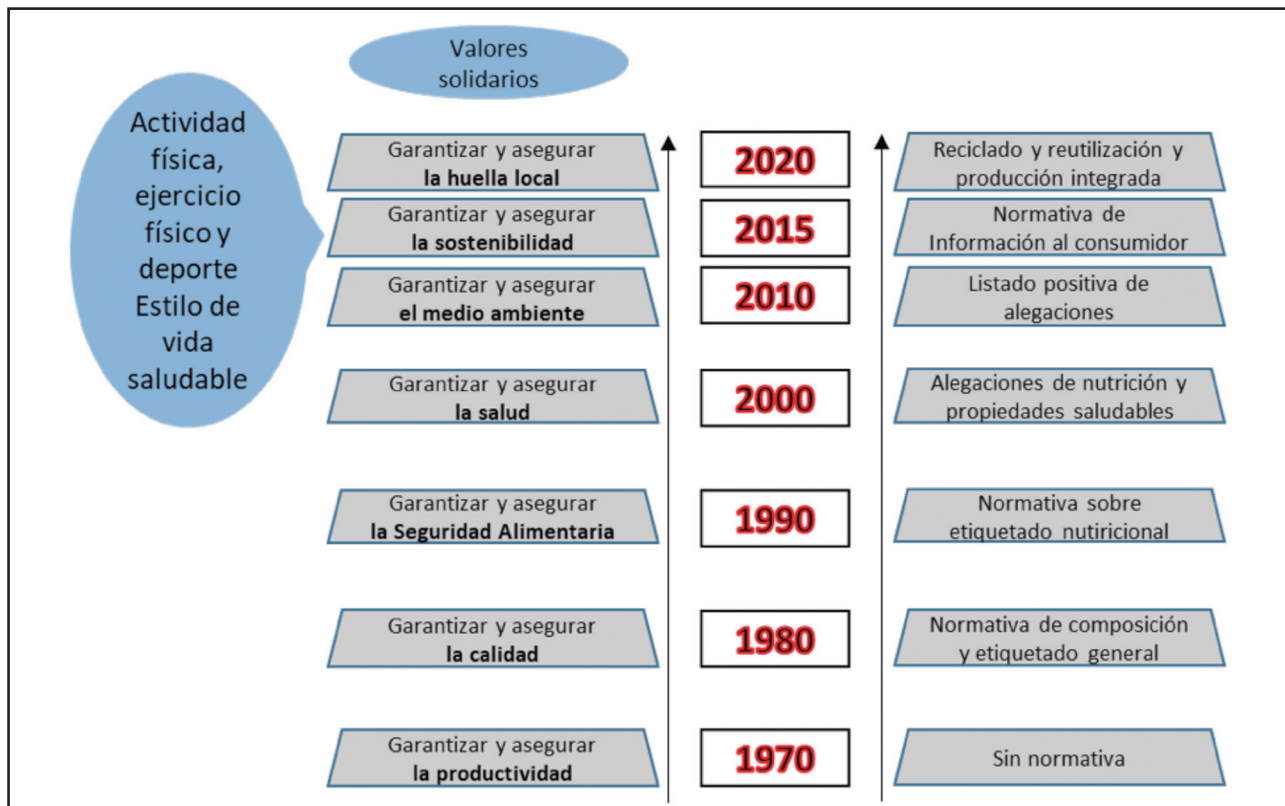 Valores
solidarios
Actividad
física,
ejercicio
físico y
deporte
Estilo de
vida
saludable
Garantizar y asegurar
la huella local
2020
Reciclado y reutilización y
producción integrada
Garantizar y asegurar
la sostenibilidad
2015
Normativa de
Información al consumidor
Garantizar y asegurar
el medio ambiente
2010
Listado positiva de
alegaciones
Garantizar y asegurar
la salud
2000
Alegaciones de nutrición y
propiedades saludables
Garantizar y asegurar
la Seguridad Alimentaria
1990
Normativa sobre
etiquetado nutiricional
Garantizar y asegurar
la calidad
1980
Normativa de composición
y etiquetado general
Garantizar y asegurar
la productividad
1970
Sin normativa